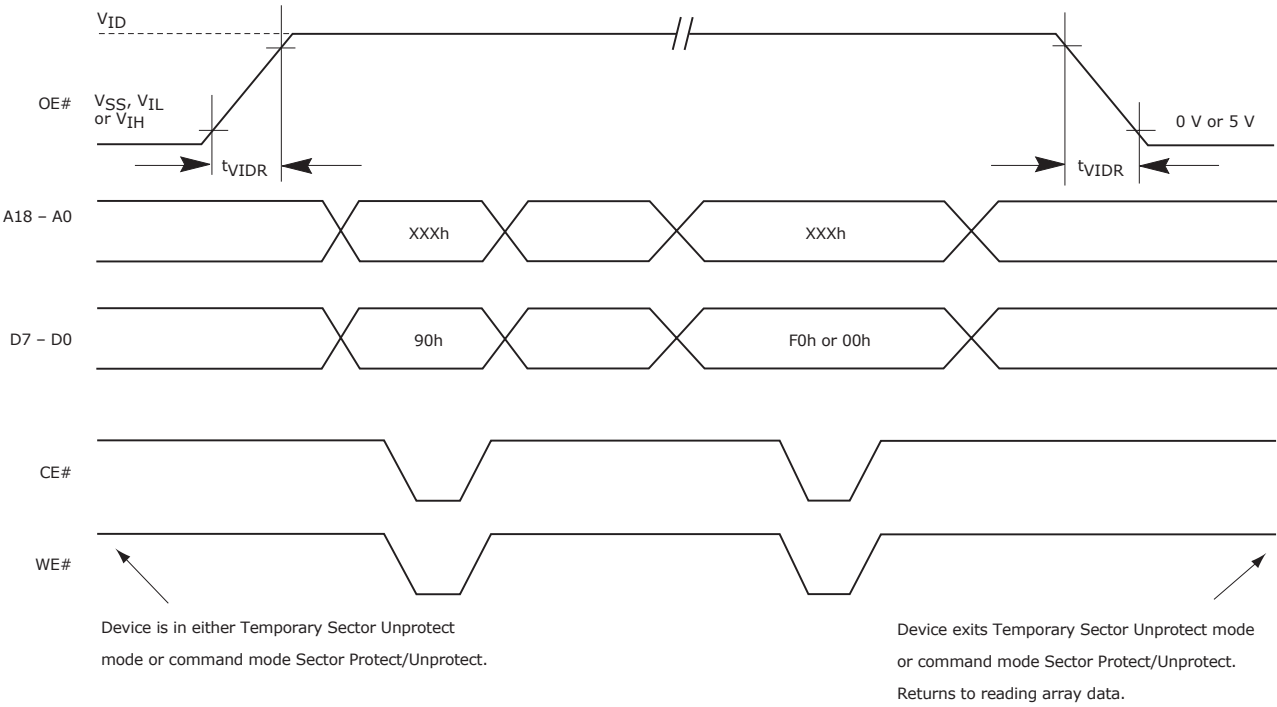 VID
OE#
VSS, VIL
or VIH
0 V or 5 V
tVIDR
tVIDR
A18 – A0
XXXh
XXXh
D7 – D0
90h
F0h or 00h
CE#
WE#
Device is in either Temporary Sector Unprotect
mode or command mode Sector Protect/Unprotect.
Device exits Temporary Sector Unprotect mode
or command mode Sector Protect/Unprotect.
Returns to reading array data.